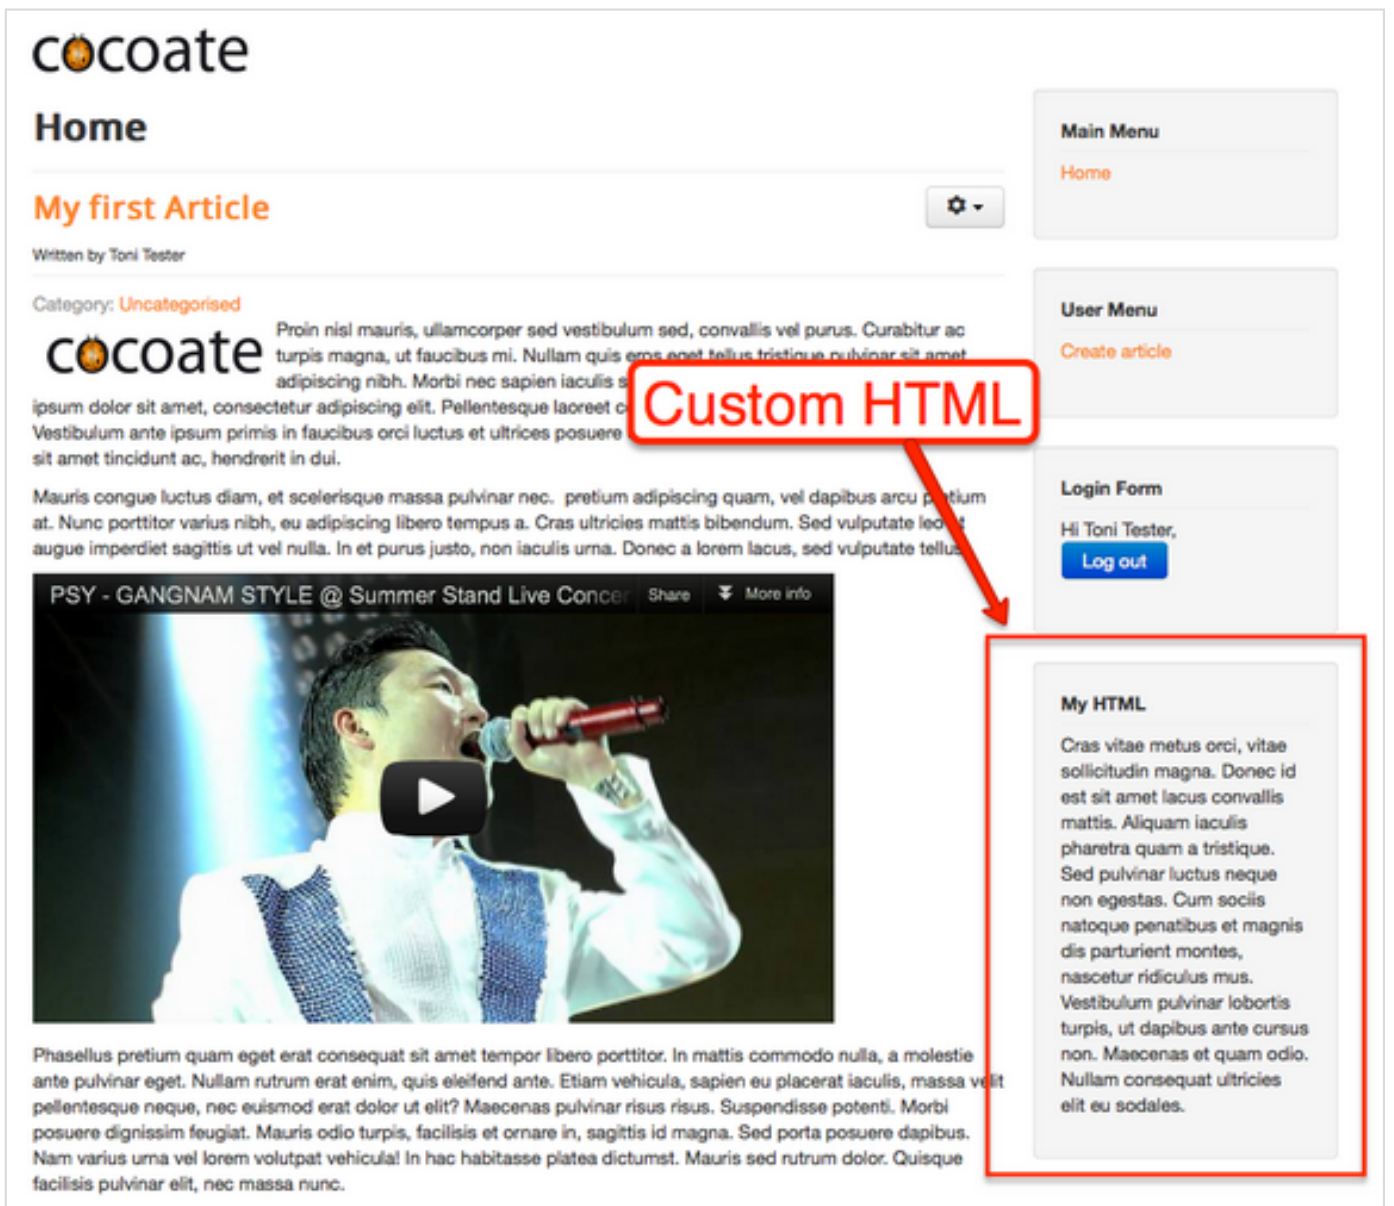 cocoate
Home
My first Article
Written by Toni Tester
Category: Uncategorised
cocoate
Proin nisl mauris, ullamcorper sed vestibulum sed, convallis vel purus. Curabitur ac
turpis magna, ut faucibus mi. Nullam quis eros eget tellus tristique pulvinar sit amet
adipiscing nibh. Morbi nec sapien iaculis
ipsum dolor sit amet, consectetur adipiscing elit. Pellentesque laoreet
Vestibulum ante ipsum primis in faucibus orci luctus et ultrices posuere
sit amet tincidunt ac, hendrerit in dui.
Mauris congue luctus diam, et scelerisque massa pulvinar nec. pretium adipiscing quam, vel dapibus arcu pretium
at. Nunc porttitor varius nibh, eu adipiscing libero tempus a. Cras ultricies mattis bibendum. Sed vulputate
augue imperdiet sagittis ut vel nulla. In et purus justo, non iaculis urna. Donec a lorem lacus, sed vulputate tellus
PSY - GANGNAM STYLE @ Summer Stand Live Concer Share More info
Phasellus pretium quam eget erat consequat sit amet tempor libero porttitor. In mattis commodo nulla, a molestie
ante pulvinar eget. Nullam rutrum erat enim, quis eleifend ante. Etiam vehicula, sapien eu placerat iaculis, massa velit
pellentesque neque, nec euismod erat dolor ut elit? Maecenas pulvinar risus risus. Suspendisse potenti. Morbi
posuere dignissim feugiat. Mauris odio turpis, facilisis et ornare in, sagittis id magna. Sed porta posuere dapibus.
Nam varius urna vel lorem volutpat vehicula! In hac habitasse platea dictumst. Mauris sed rutrum dolor. Quisque
facilisis pulvinar elit, nec massa nunc.
Custom HTML
Main Menu
Home
User Menu
Create article
Login Form
Hi Toni Tester,
Log out
My HTML
Cras vitae metus orci, vitae
sollicitudin magna. Donec id
est sit amet lacus convallis
mattis. Aliquam iaculis
pharetra quam a tristique.
Sed pulvinar luctus neque
non egestas. Cum sociis
natoque penatibus et magnis
dis parturient montes,
nascetur ridiculus mus.
Vestibulum pulvinar lobortis
turpis, ut dapibus ante cursus
non. Maecenas et quam odio.
Nullam consequat ultricies
elit eu sodales.